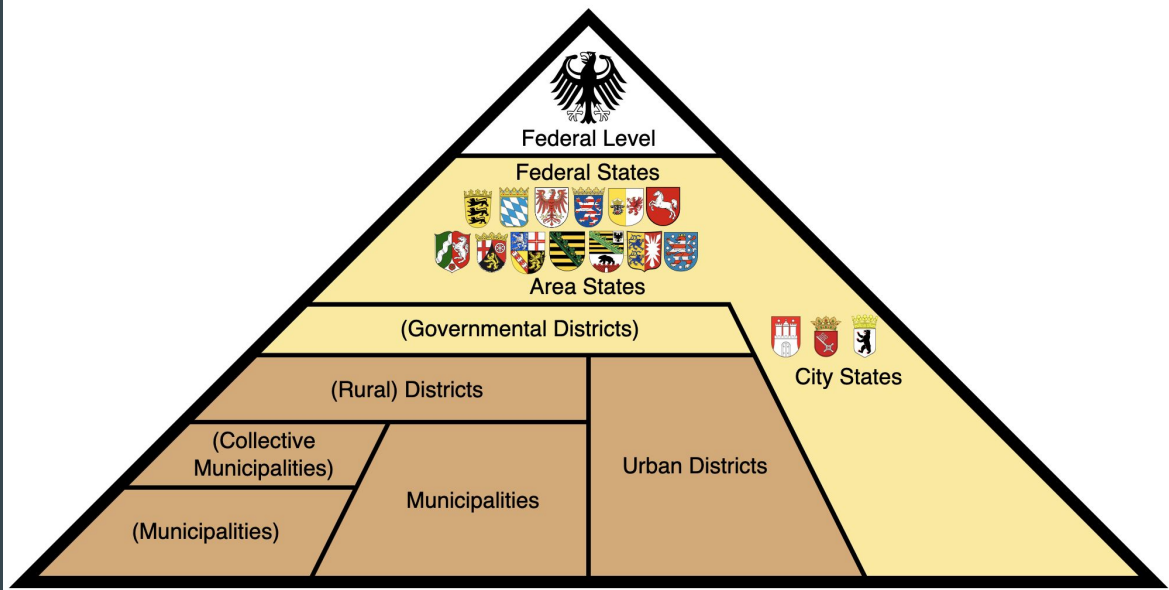 Federal Level
Federal States
Area States
(Governmental Districts)
City States
(Rural) Districts
(Collective
Municipalities)
Urban Districts
Municipalities
(Municipalities)